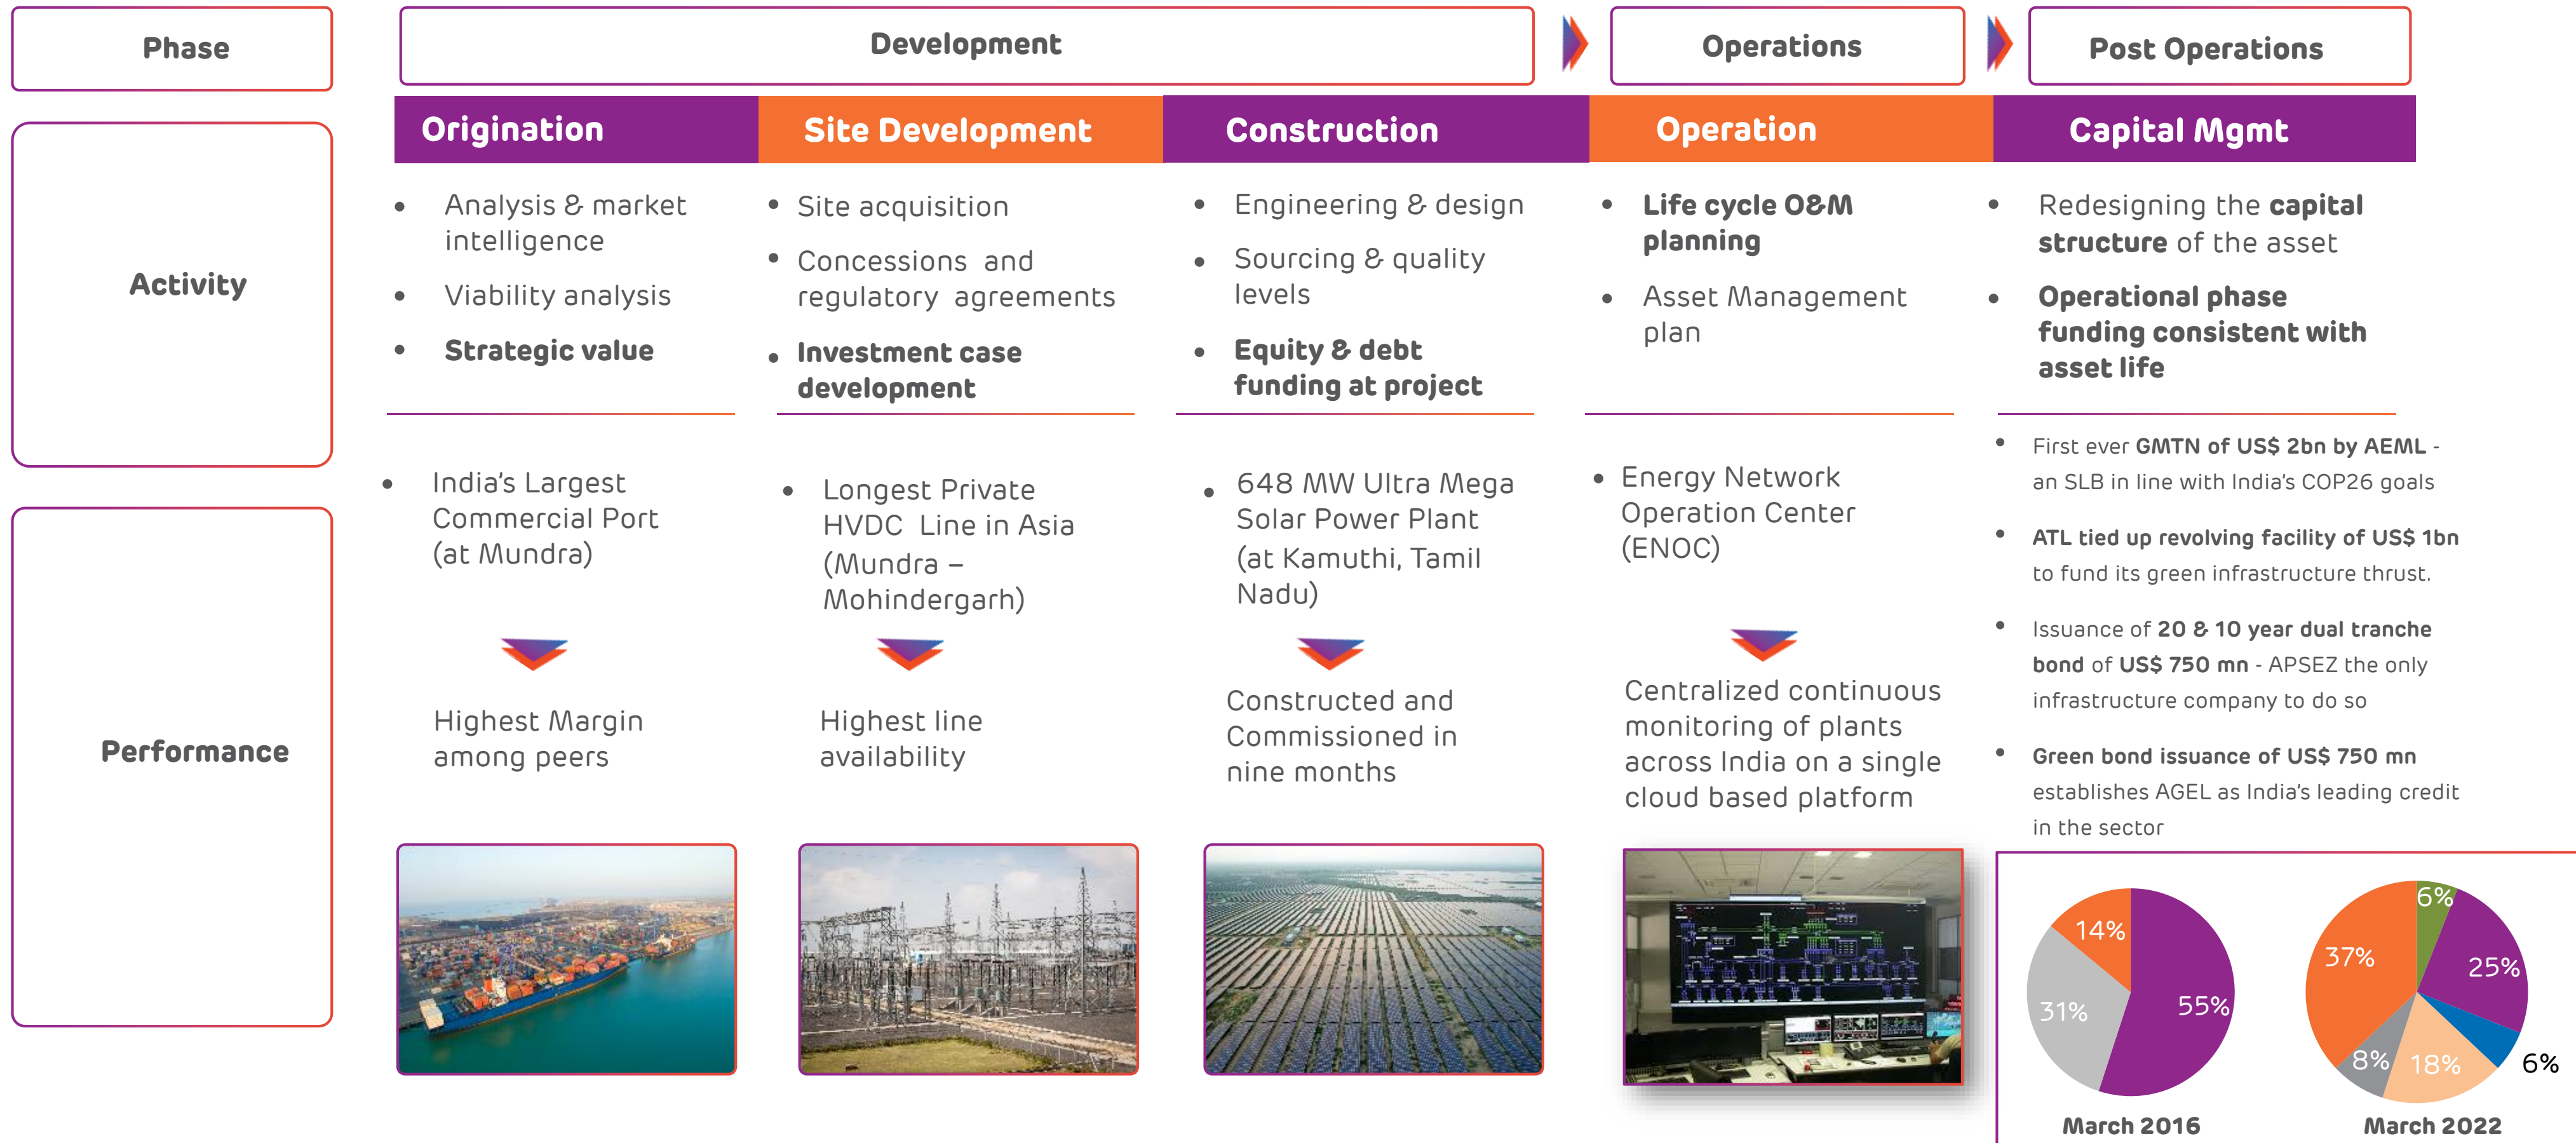 Phase
Development
Operations
Post Operations
Activity
Performance
Origination
Site Development
Construction
Operation
Capital Mgmt
• Analysis & market
intelligence
• Viability analysis
• Strategic value
• Site acquisition
• Concessions and
regulatory agreements
• Investment case
development
• Engineering & design
• Sourcing & quality
levels
• Equity & debt
funding at project
• Life cycle O&M
planning
• Asset Management
plan
• Redesigning the capital
structure of the asset
• Operational phase
funding consistent with
asset life
• India's Largest
Commercial Port
(at Mundra)
Highest Margin
among peers
• Longest Private
HVDC Line in Asia
(Mundra –
Mohindergarh)
Highest line
availability
• 648 MW Ultra Mega
Solar Power Plant
(at Kamuthi, Tamil
Nadu)
Constructed and
Commissioned in
nine months
• Energy Network
Operation Center
(ENOC)
Centralized continuous
monitoring of plants
across India on a single
cloud based platform
• First ever GMTN of US$ 2bn by AEML -
an SLB in line with India's COP26 goals
• ATL tied up revolving facility of US$ 1bn
to fund its green infrastructure thrust.
• Issuance of 20 & 10 year dual tranche
bond of US$ 750 mn - APSEZ the only
infrastructure company to do so
• Green bond issuance of US$ 750 mn
establishes AGEL as India's leading credit
in the sector
14%
31%
55%
March 2016
6%
37%
25%
8%
18%
6%
March 2022